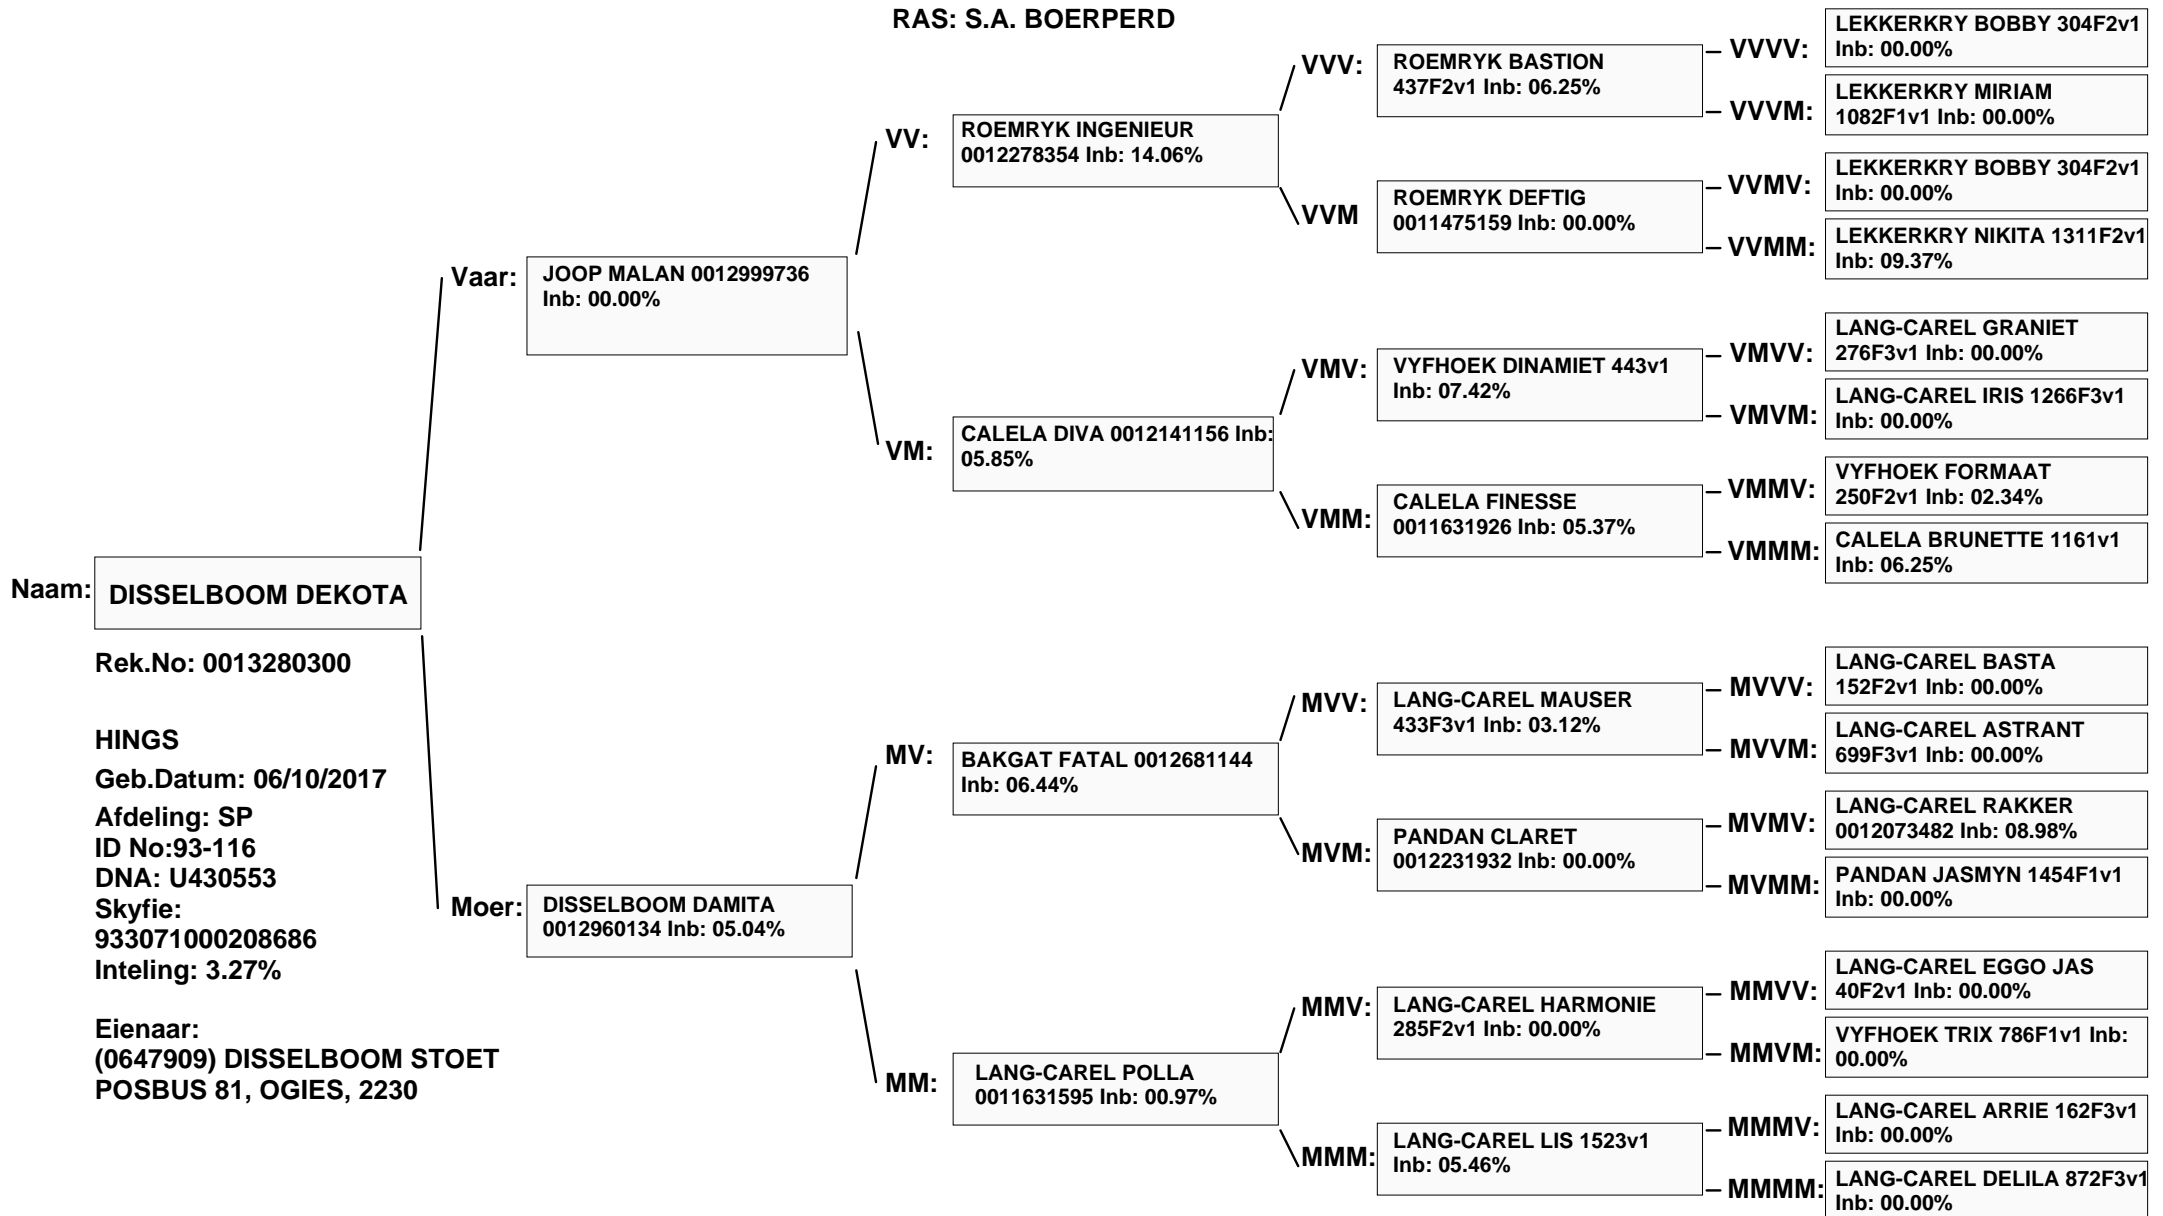 RAS: S.A. BOERPERD
Naam:
DISSELBOOM DEKOTA
Rek.No: 0013280300
HINGS
Geb.Datum: 06/10/2017
Afdeling: SP
ID No:93-116
DNA: U430553
Skyfie:
933071000208686
Inteling: 3.27%
Eienaar:
(0647909) DISSELBOOM STOET
POSBUS 81, OGIES, 2230
Vaar:
JOOP MALAN 0012999736
Inb: 00.00%
Moer:
DISSELBOOM DAMITA
0012960134 Inb: 05.04%
VV:
ROEMRYK INGENIEUR
0012278354 Inb: 14.06%
VM:
CALELA DIVA 0012141156 Inb:
05.85%
MV:
BAKGAT FATAL 0012681144
Inb: 06.44%
MM:
LANG-CAREL POLLA
0011631595 Inb: 00.97%
VVV:
ROEMRYK BASTION
437F2v1 Inb: 06.25%
VVM
ROEMRYK DEFTIG
0011475159 Inb: 00.00%
VMV:
VYFHOEK DINAMIET 443v1
Inb: 07.42%
VMM:
CALELA FINESSE
0011631926 Inb: 05.37%
MVV:
LANG-CAREL MAUSER
433F3v1 Inb: 03.12%
MVM:
PANDAN CLARET
0012231932 Inb: 00.00%
MMV:
LANG-CAREL HARMONIE
285F2v1 Inb: 00.00%
MMM:
LANG-CAREL LIS 1523v1
Inb: 05.46%
VVVV:
LEKKERKRY BOBBY 304F2v1
Inb: 00.00%
VVVM:
LEKKERKRY MIRIAM
1082F1v1 Inb: 00.00%
VVMV:
LEKKERKRY BOBBY 304F2v1
Inb: 00.00%
VVMM:
LEKKERKRY NIKITA 1311F2v1
Inb: 09.37%
VMVV:
LANG-CAREL GRANIET
276F3v1 Inb: 00.00%
VMVM:
LANG-CAREL IRIS 1266F3v1
Inb: 00.00%
VMMV:
VYFHOEK FORMAAT
250F2v1 Inb: 02.34%
VMMM:
CALELA BRUNETTE 1161v1
Inb: 06.25%
MVVV:
LANG-CAREL BASTA
152F2v1 Inb: 00.00%
MVVM:
LANG-CAREL ASTRANT
699F3v1 Inb: 00.00%
MVMV:
LANG-CAREL RAKKER
0012073482 Inb: 08.98%
MVMM:
PANDAN JASMYN 1454F1v1
Inb: 00.00%
MMVV:
LANG-CAREL EGGO JAS
40F2v1 Inb: 00.00%
MMVM:
VYFHOEK TRIX 786F1v1 Inb:
00.00%
MMMV:
LANG-CAREL ARRIE 162F3v1
Inb: 00.00%
MMMM:
LANG-CAREL DELILA 872F3v1
Inb: 00.00%